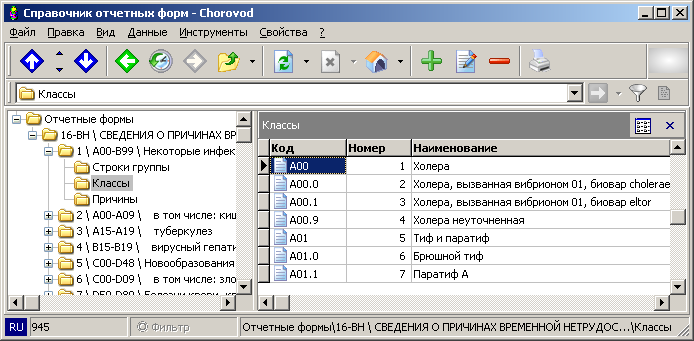 Справочник отчетных форм - Chorovod
Файл Правка Вид Данные Инструменты Свойства ?
Классы
Отчетные формы
16-ВН \ СВЕДЕНИЯ О ПРИЧИНАХ ВР
1 \ A00-B99 \ Некоторые инфек
Строки группы
Классы
Причины
2 \ A00-A09 \ в том числе: киш
3 \ A15-A19 \ туберкулез
4 \ B15-B19 \ вирусный гепати
5 \ C00-D48 \ Новообразования
6 \ C00-D09 \ в том числе: зло
7 \ D50-D89 \ Болезни крови, кр
Классы
Код Номер Наименование
A00 1 Холера
A00.0 2 Холера, вызванная вибрионом 01, биовар cholerae
A00.1 3 Холера, вызванная вибрионом 01, биовар eltor
A00.9 4 Холера неуточненная
A01 5 Тиф и паратиф
A01.0 6 Брюшной тиф
A01.1 7 Паратиф A
RU 945 Фильтр Отчетные формы\16-ВН \ СВЕДЕНИЯ О ПРИЧИНАХ ВРЕМЕННОЙ НЕТРУДОС...\Классы